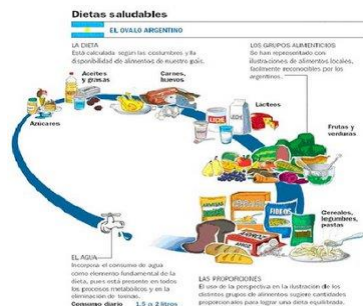 Dietas saludables
EL OVALO ARGENTINO
LA DIETA
Está calculada según las costumbres y la
disponibilidad de alimentos de nuestro país.
LOS GRUPOS ALIMENTICIOS
Se han representado con
ilustraciones de alimentos locales,
fácilmente reconocibles por los
argentinos.
Aceites
y grasas
Carnes,
huevos
Lácteos
Azúcares
LECHE
Frutas y
verduras
FIDEOS
ARROZ
Cereales,
legumbres,
pastas
EL AGUA
Incorpora el consumo de agua
como elemento fundamental de la
dieta, pues está presente en todos
los procesos metabólicos y en la
eliminación de toxinas.
Consumo diario 1,5 a 2 litros
LAS PROPORCIONES
El uso de la perspectiva en la ilustración de los
distintos grupos de alimentos sugiere cantidades
proporcionales para lograr una dieta equilibrada.